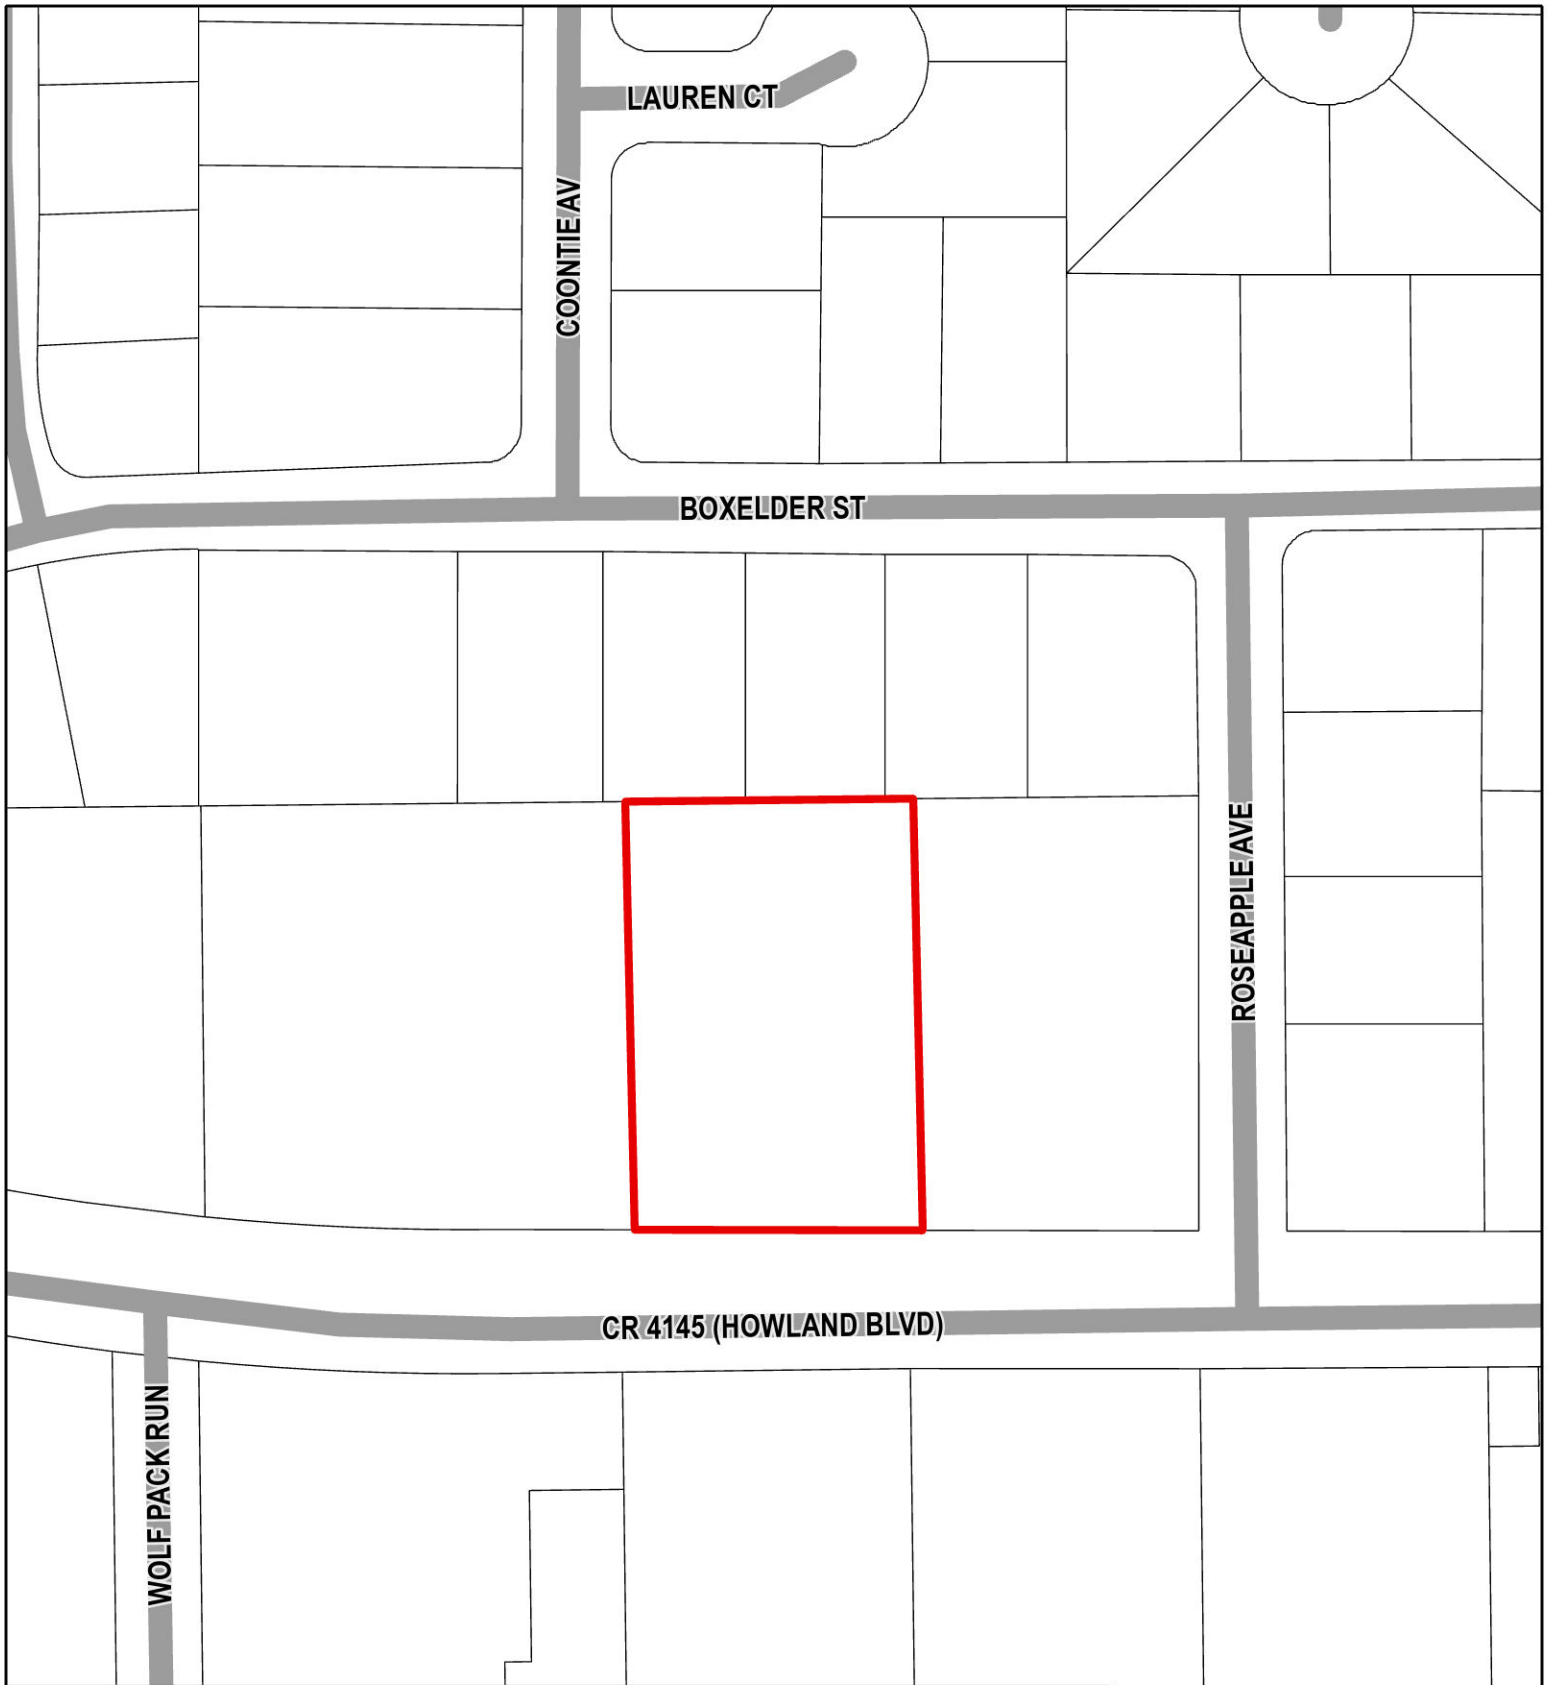 LAUREN CT
COONTIE AV
BOXELDER ST
ROSEAPPLE AVE
CR 4145 (HOWLAND BLVD)
WOLF PACK RUN